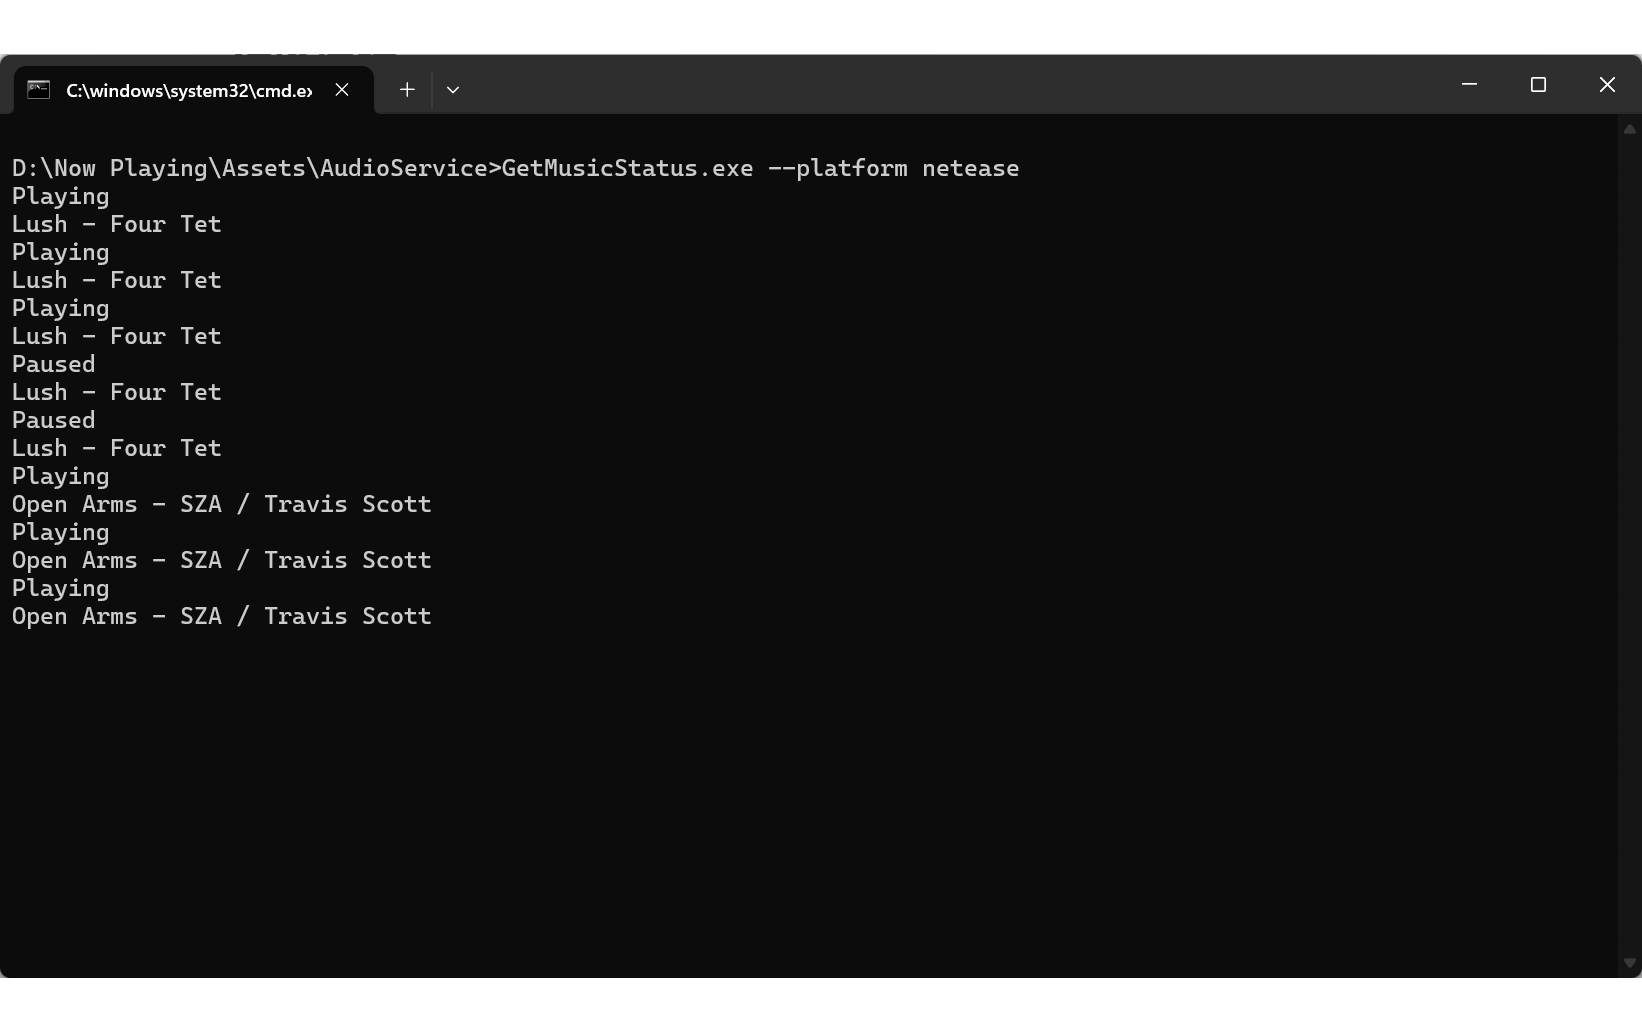 C:\windows\system32\cmd.ex
D:\Now Playing\Assets\AudioService>GetMusicStatus.exe --platform netease
Playing
Lush - Four Tet
Playing
Lush - Four Tet
Playing
Lush - Four Tet
Paused
Lush - Four Tet
Paused
Lush - Four Tet
Playing
Open Arms - SZA / Travis Scott
Playing
Open Arms - SZA / Travis Scott
Playing
Open Arms - SZA / Travis Scott